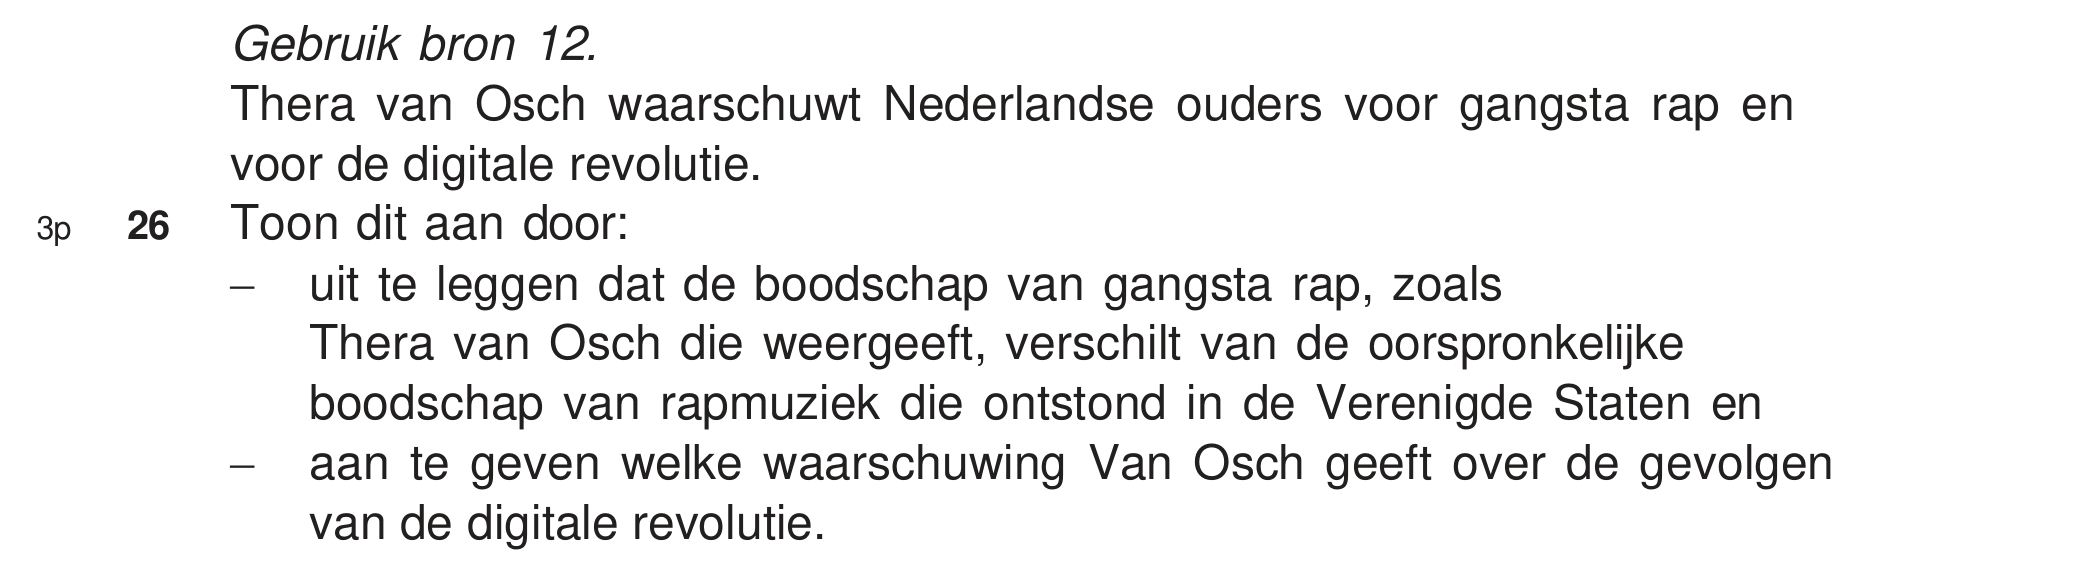 Gebruik bron 12.
Thera van Osch waarschuwt Nederlandse ouders voor gangsta rap en
voor de digitale revolutie.
3p 26 Toon dit aan door:
– uit te leggen dat de boodschap van gangsta rap, zoals
Thera van Osch die weergeeft, verschilt van de oorspronkelijke
boodschap van rapmuziek die ontstond in de Verenigde Staten en
– aan te geven welke waarschuwing Van Osch geeft over de gevolgen
van de digitale revolutie.